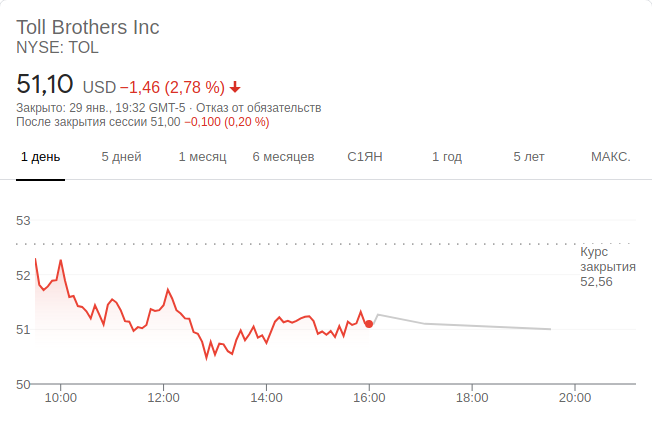 Toll Brothers Inc
NYSE: TOL
51,10 USD −1,46 (2,78 %)
Закрыто: 29 янв., 19:32 GMT-5 · Отказ от обязательств
После закрытия сессии 51,00 −0,100 (0,20 %)
1 день 5 дней 1 месяц 6 месяцев С1ЯН 1 год 5 лет МАКС.
53
Курс
закрытия
52,56
52
51
50
10:00 12:00 14:00 16:00 18:00 20:00